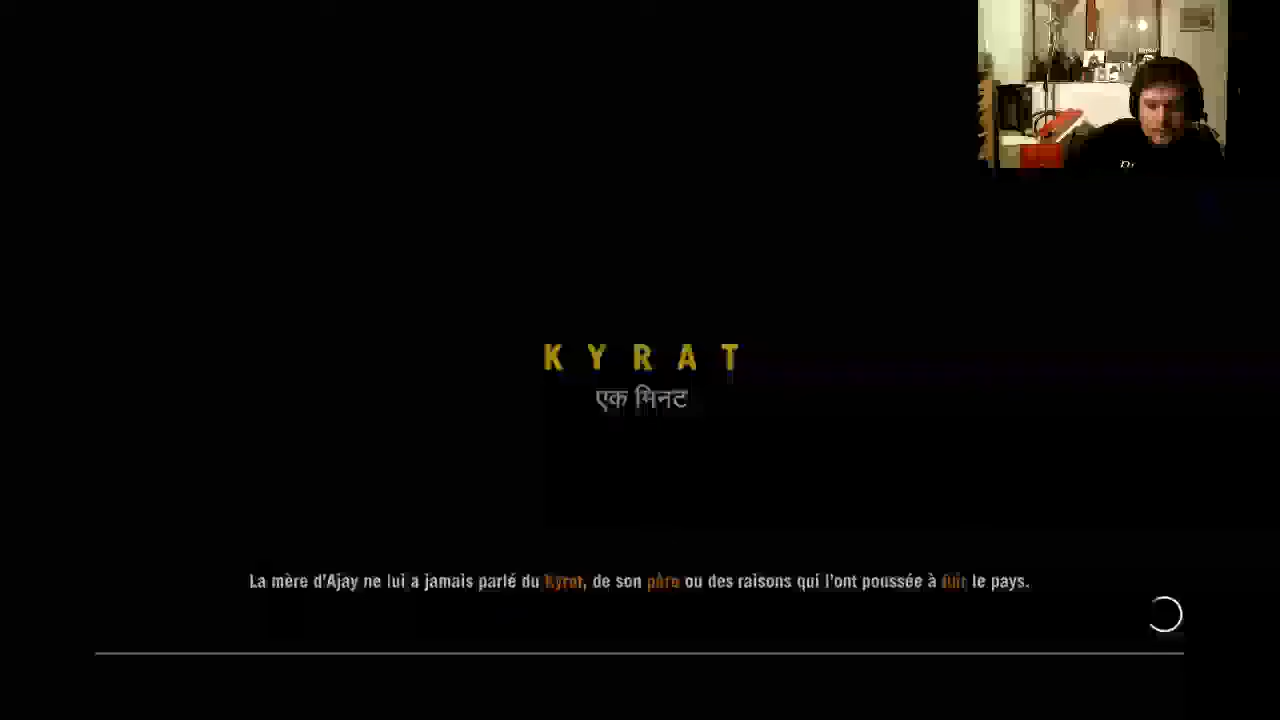 K Y R A T
एक मिनट
La mère d'Ajay ne lui a jamais parlé du Kyrat, de son père ou des raisons qui l'ont poussée à fuir le pays.